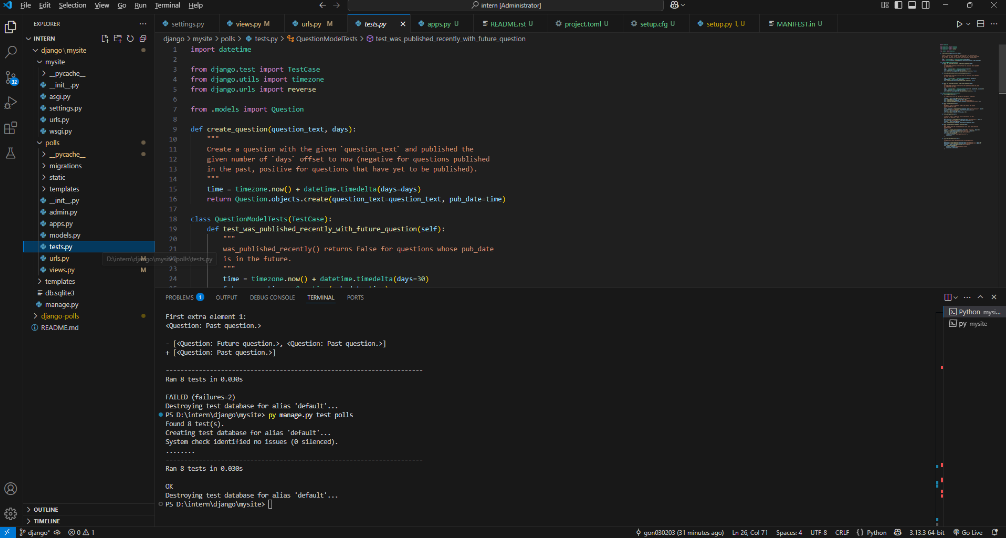 File Edit Selection View Go Run Terminal Help
intern [Administrator]
EXPLORER
settings.py
views.py M
urls.py M
tests.py
apps.py U
README.rst U
project.toml U
setup.cfg U
setup.py 1, U
MANIFEST.in U
INTERN
django\mysite
mysite
__pycache__
__init__.py
asgi.py
settings.py
urls.py
wsgi.py
polls
__pycache__
migrations
static
templates
__init__.py
admin.py
apps.py
models.py
tests.py
urls.py M
views.py M
templates
db.sqlite3
manage.py
django-polls
README.md
OUTLINE
TIMELINE
32
D:\intern\django\mysite\polls\tests.py
django > mysite > polls > tests.py > QuestionModelTests > test_was_published_recently_with_future_question
1 import datetime
2
3 from django.test import TestCase
4 from django.utils import timezone
5 from django.urls import reverse
6
7 from .models import Question
8
9 def create_question(question_text, days):
10 """
11 Create a question with the given `question_text` and published the
12 given number of `days` offset to now (negative for questions published
13 in the past, positive for questions that have yet to be published).
14 """
15 time = timezone.now() + datetime.timedelta(days=days)
16 return Question.objects.create(question_text=question_text, pub_date=time)
17
18 class QuestionModelTests(TestCase):
19 def test_was_published_recently_with_future_question(self):
20 """
21 was_published_recently() returns False for questions whose pub_date
22 is in the future.
23 """
24 time = timezone.now() + datetime.timedelta(days=30)
PROBLEMS 1 OUTPUT DEBUG CONSOLE TERMINAL PORTS
First extra element 1:
<Question: Past question.>
- [<Question: Future question.>, <Question: Past question.>]
+ [<Question: Past question.>]
----------------------------------------------------------------------
Ran 8 tests in 0.030s
FAILED (failures=2)
Destroying test database for alias 'default'...
PS D:\intern\django\mysite> py manage.py test polls
Found 8 test(s).
Creating test database for alias 'default'...
System check identified no issues (0 silenced).
........
----------------------------------------------------------------------
Ran 8 tests in 0.030s
OK
Destroying test database for alias 'default'...
PS D:\intern\django\mysite>
Python mysi...
py mysite
django* 0 1
gon030203 (31 minutes ago) Ln 26, Col 71 Spaces: 4 UTF-8 CRLF {} Python 3.13.3 64-bit Go Live